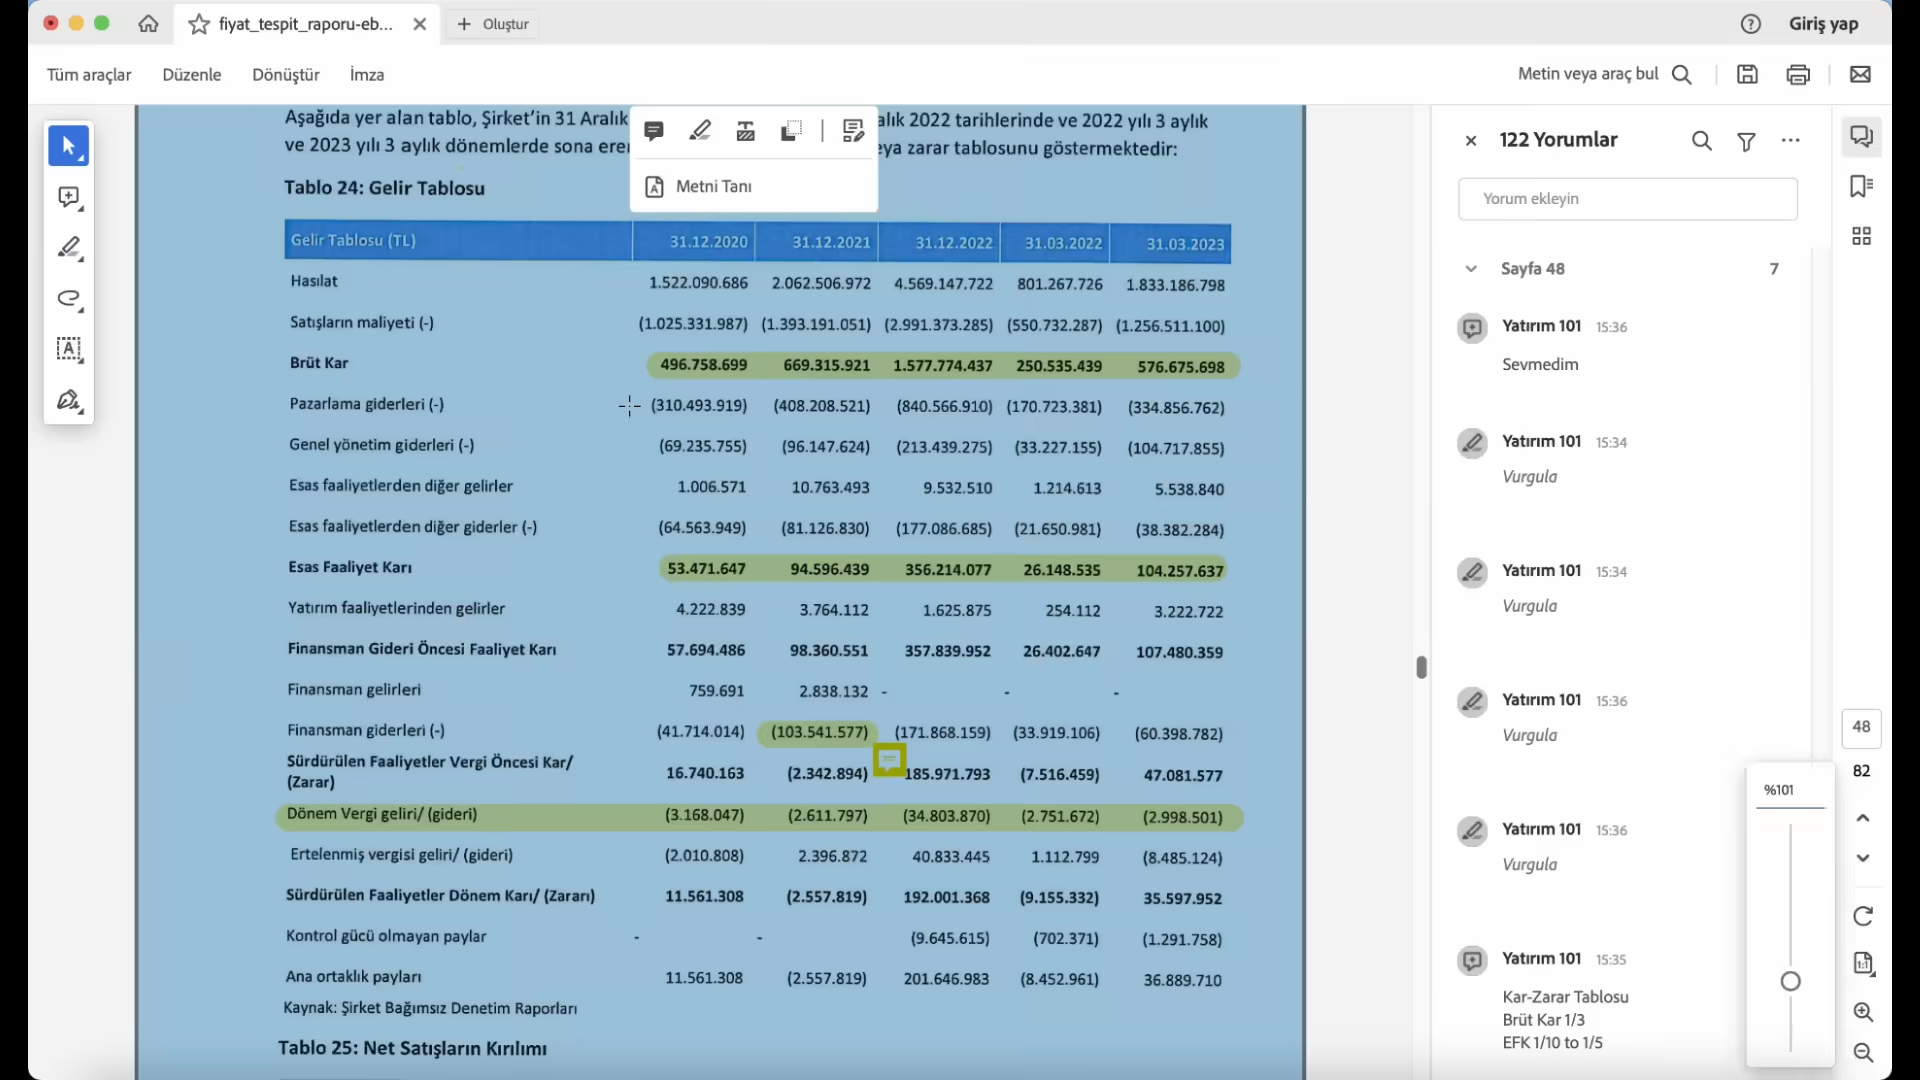 fiyat_tespit_raporu-eb...
Oluştur
Giriş yap
Tüm araçlar
Düzenle
Dönüştür
İmza
Metin veya araç bul
Aşağıda yer alan tablo, Şirket'in 31 Aralık
alık 2022 tarihlerinde ve 2022 yılı 3 aylık
ve 2023 yılı 3 aylık dönemlerde sona eren
eya zarar tablosunu göstermektedir:
Metni Tanı
Tablo 24: Gelir Tablosu
Gelir Tablosu (TL) 31.12.2020 31.12.2021 31.12.2022 31.03.2022 31.03.2023
Hasılat 1.522.090.686 2.062.506.972 4.569.147.722 801.267.726 1.833.186.798
Satışların maliyeti (-) (1.025.331.987) (1.393.191.051) (2.991.373.285) (550.732.287) (1.256.511.100)
Brüt Kar 496.758.699 669.315.921 1.577.774.437 250.535.439 576.675.698
Pazarlama giderleri (-) (310.493.919) (408.208.521) (840.566.910) (170.723.381) (334.856.762)
Genel yönetim giderleri (-) (69.235.755) (96.147.624) (213.439.275) (33.227.155) (104.717.855)
Esas faaliyetlerden diğer gelirler 1.006.571 10.763.493 9.532.510 1.214.613 5.538.840
Esas faaliyetlerden diğer giderler (-) (64.563.949) (81.126.830) (177.086.685) (21.650.981) (38.382.284)
Esas Faaliyet Karı 53.471.647 94.596.439 356.214.077 26.148.535 104.257.637
Yatırım faaliyetlerinden gelirler 4.222.839 3.764.112 1.625.875 254.112 3.222.722
Finansman Gideri Öncesi Faaliyet Karı 57.694.486 98.360.551 357.839.952 26.402.647 107.480.359
Finansman gelirleri 759.691 2.838.132 - - -
Finansman giderleri (-) (41.714.014) (103.541.577) (171.868.159) (33.919.106) (60.398.782)
Sürdürülen Faaliyetler Vergi Öncesi Kar/
(Zarar) 16.740.163 (2.342.894) 185.971.793 (7.516.459) 47.081.577
Dönem Vergi geliri/ (gideri) (3.168.047) (2.611.797) (34.803.870) (2.751.672) (2.998.501)
Ertelenmiş vergisi geliri/ (gideri) (2.010.808) 2.396.872 40.833.445 1.112.799 (8.485.124)
Sürdürülen Faaliyetler Dönem Karı/ (Zararı) 11.561.308 (2.557.819) 192.001.368 (9.155.332) 35.597.952
Kontrol gücü olmayan paylar - - (9.645.615) (702.371) (1.291.758)
Ana ortaklık payları 11.561.308 (2.557.819) 201.646.983 (8.452.961) 36.889.710
Kaynak: Şirket Bağımsız Denetim Raporları
Tablo 25: Net Satışların Kırılımı
122 Yorumlar
Yorum ekleyin
Sayfa 48 7
Yatırım 101 15:36
Sevmedim
Yatırım 101 15:34
Vurgula
Yatırım 101 15:34
Vurgula
Yatırım 101 15:36
Vurgula
Yatırım 101 15:36
Vurgula
Yatırım 101 15:35
Kar-Zarar Tablosu
Brüt Kar 1/3
EFK 1/10 to 1/5
48
82
%101
1:1